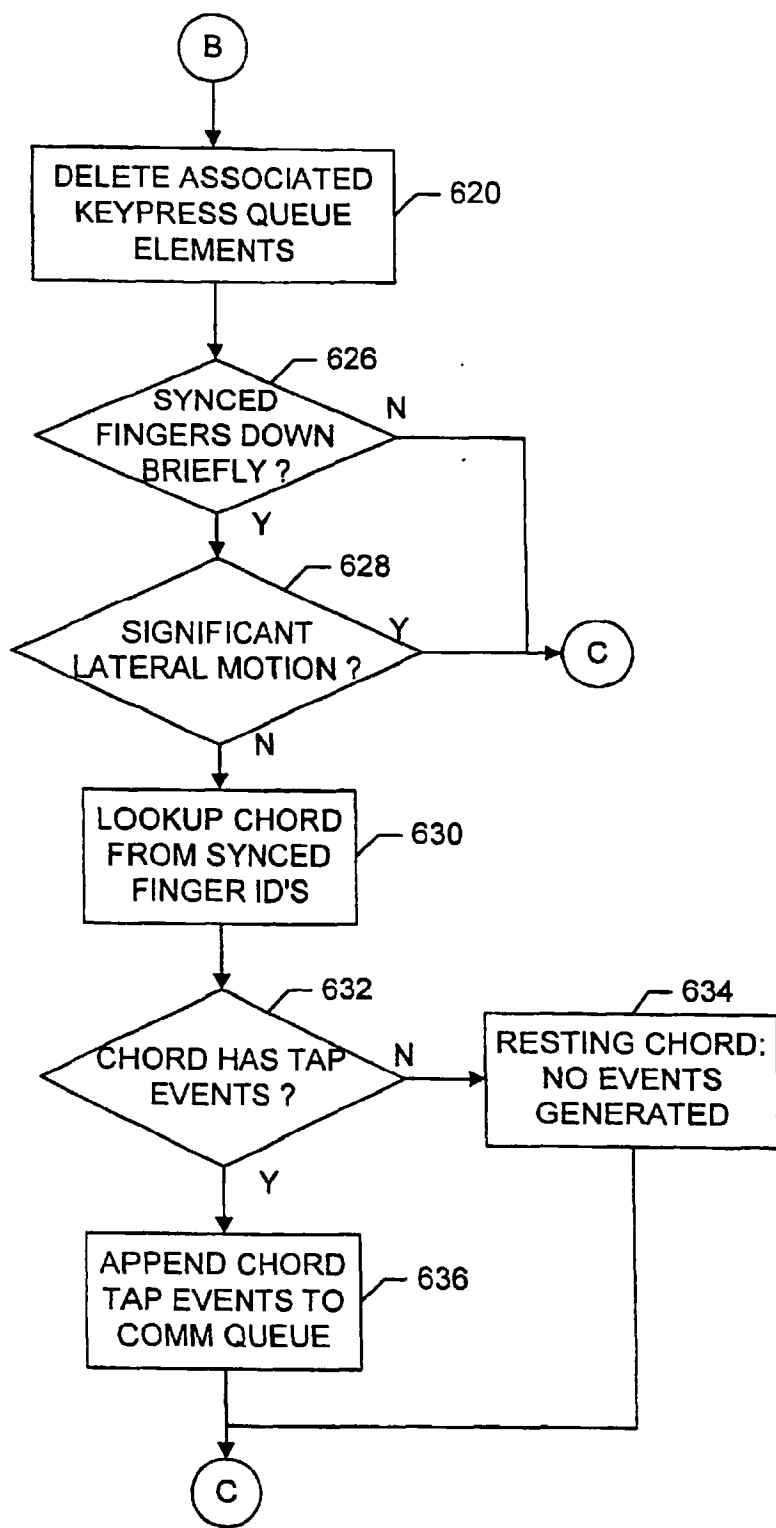 B
DELETE ASSOCIATED
KEYPRESS QUEUE
ELEMENTS
620
626
SYNCED
FINGERS DOWN
BRIEFLY ?
N
Y
628
SIGNIFICANT
LATERAL MOTION ?
Y
C
N
LOOKUP CHORD
FROM SYNCED
FINGER ID'S
630
632
CHORD HAS TAP
EVENTS ?
N
634
RESTING CHORD:
NO EVENTS
GENERATED
Y
APPEND CHORD
TAP EVENTS TO
COMM QUEUE
636
C